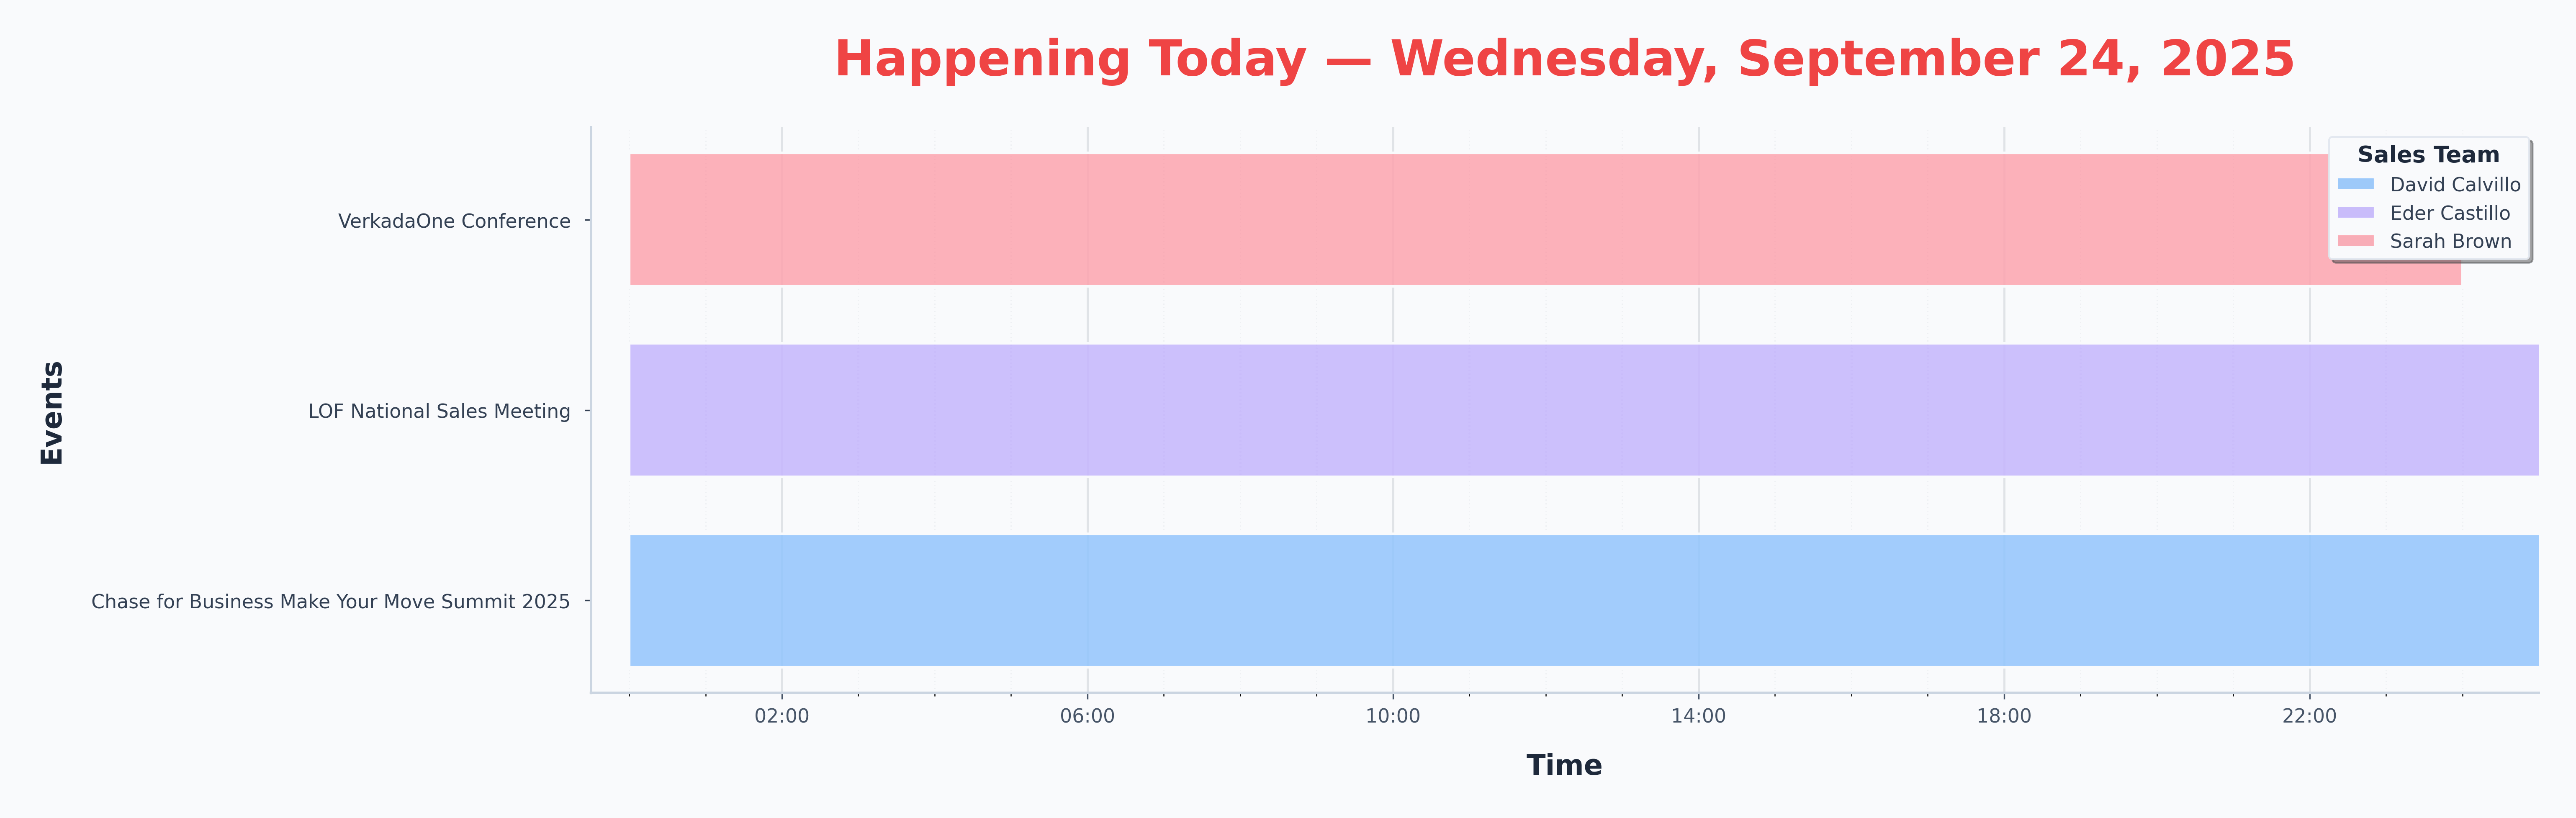 Happening Today — Wednesday, September 24, 2025
Sales Team
David Calvillo
Eder Castillo
Sarah Brown
VerkadaOne Conference
LOF National Sales Meeting
Chase for Business Make Your Move Summit 2025
Events
02:00 06:00 10:00 14:00 18:00 22:00
Time